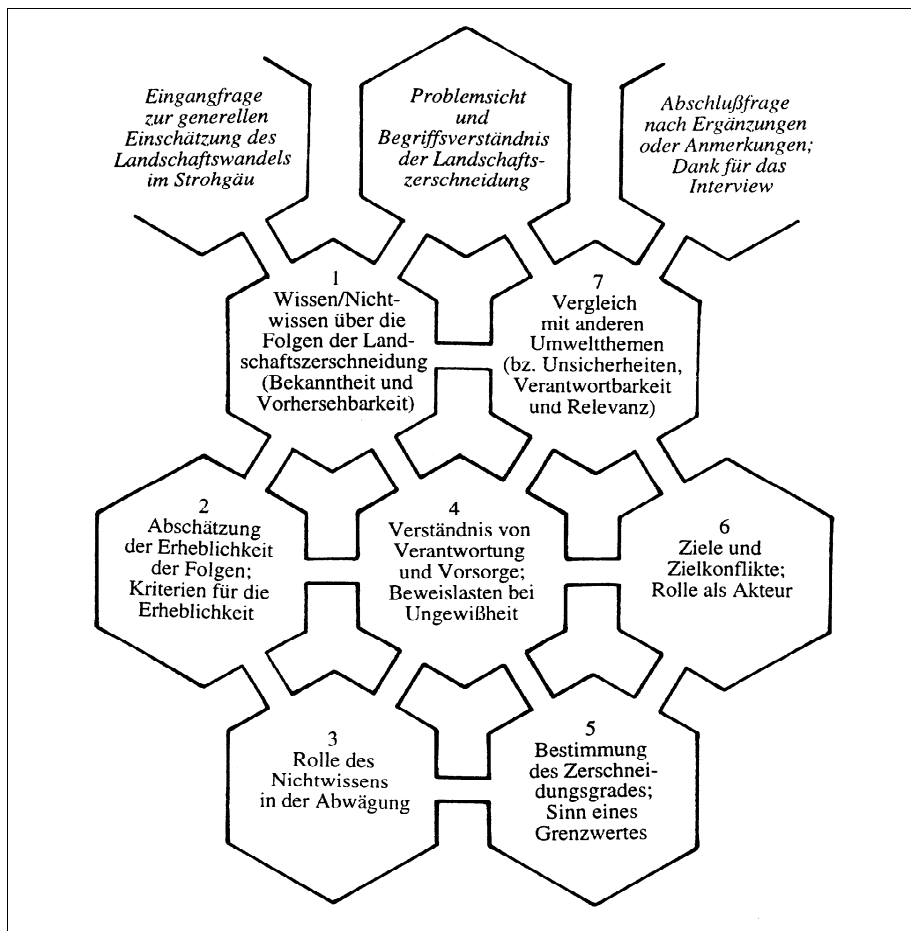 Eingangfrage
zur generellen
Einschätzung des
Landschaftswandels
im Strohgäu
Problemsicht
und
Begriffsverständnis
der Landschafts-
zerschneidung
Abschlußfrage
nach Ergänzungen
oder Anmerkungen;
Dank für das
Interview
1
Wissen/Nicht-
wissen über die
Folgen der Land-
schaftszerschneidung
(Bekanntheit und
Vorhersehbarkeit)
7
Vergleich
mit anderen
Umweltthemen
(bz. Unsicherheiten,
Verantwortbarkeit
und Relevanz)
2
Abschätzung
der Erheblichkeit
der Folgen;
Kriterien für die
Erheblichkeit
4
Verständnis von
Verantwortung
und Vorsorge;
Beweislasten bei
Ungewißheit
6
Ziele und
Zielkonflikte;
Rolle als Akteur
3
Rolle des
Nichtwissens
in der Abwägung
5
Bestimmung
des Zerschnei-
dungsgrades;
Sinn eines
Grenzwertes